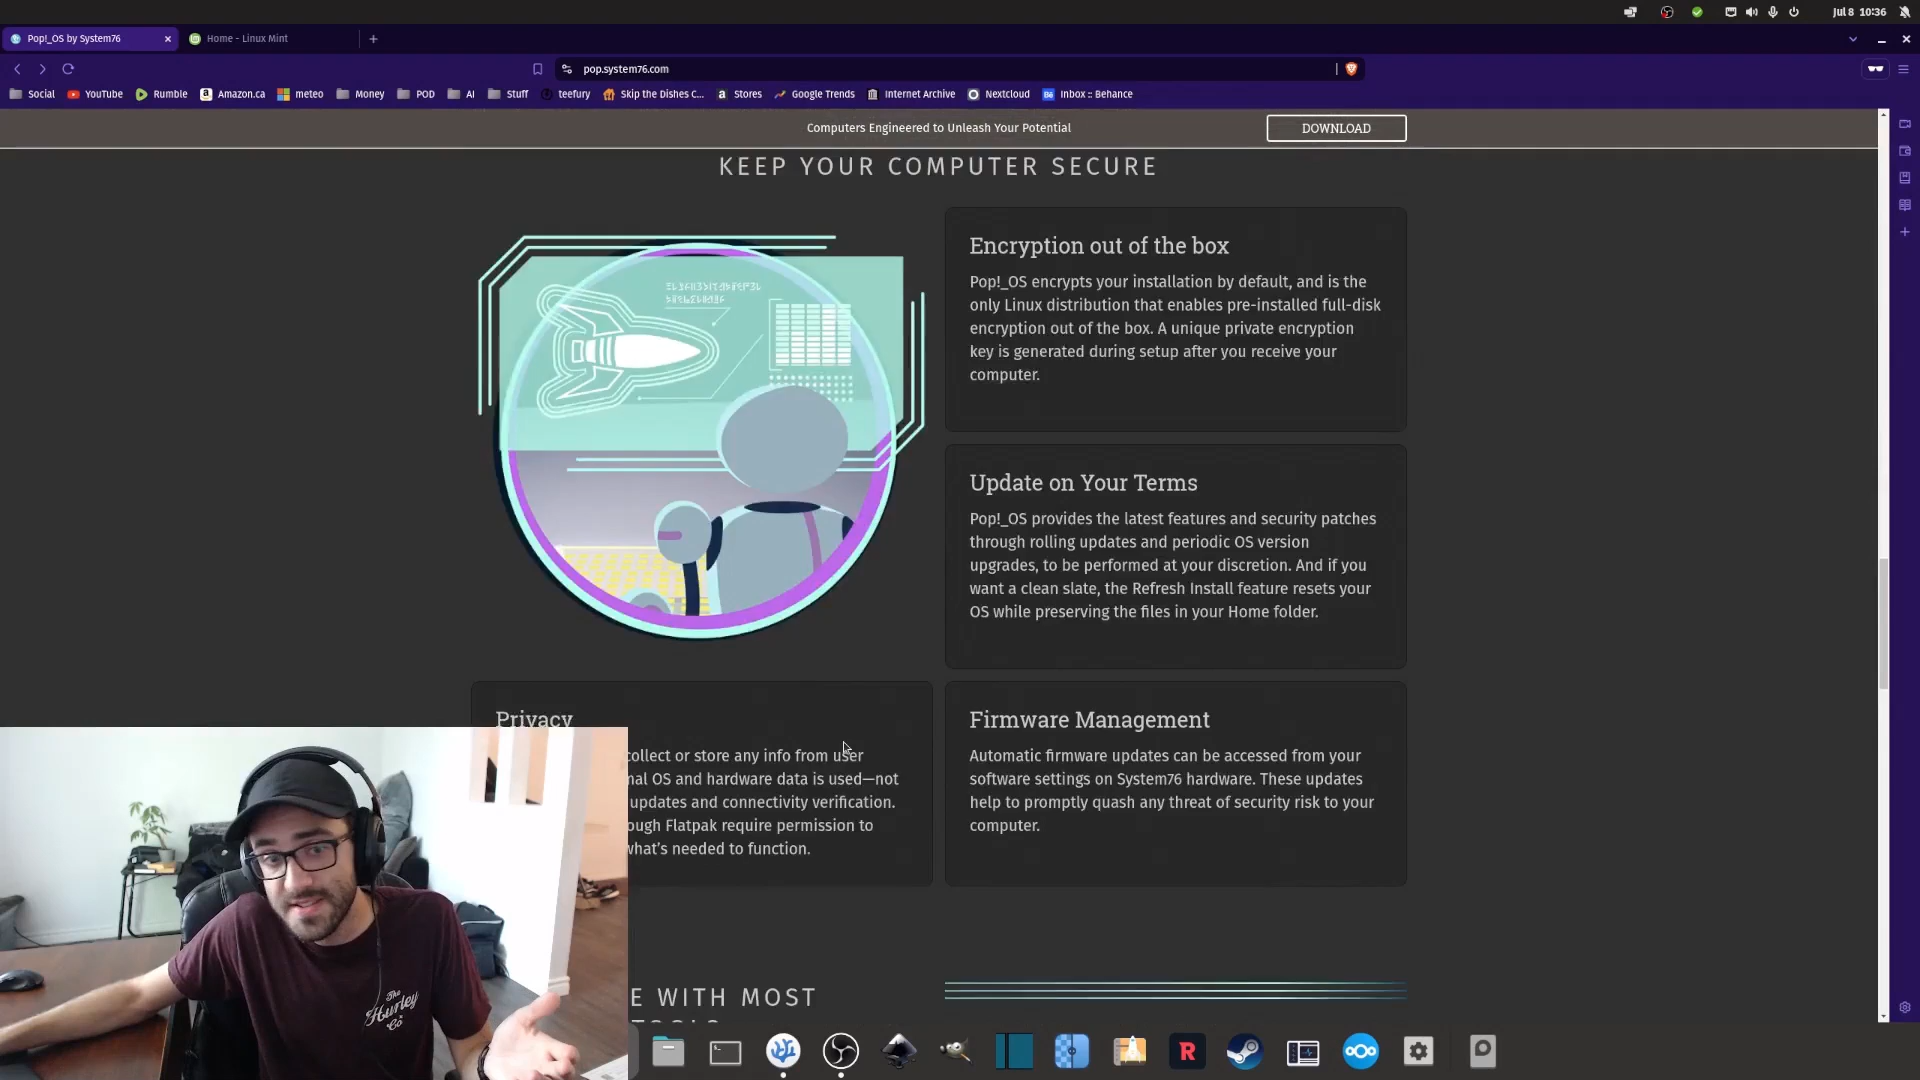 Jul 8 10:36
Pop!_OS by System76
Home - Linux Mint
pop.system76.com
Social
YouTube
Rumble
Amazon.ca
meteo
Money
POD
AI
Stuff
teefury
Skip the Dishes C...
Stores
Google Trends
Internet Archive
Nextcloud
Inbox :: Behance
Computers Engineered to Unleash Your Potential
DOWNLOAD
KEEP YOUR COMPUTER SECURE
Encryption out of the box
Pop!_OS encrypts your installation by default, and is the
only Linux distribution that enables pre-installed full-disk
encryption out of the box. A unique private encryption
key is generated during setup after you receive your
computer.
Update on Your Terms
Pop!_OS provides the latest features and security patches
through rolling updates and periodic OS version
upgrades, to be performed at your discretion. And if you
want a clean slate, the Refresh Install feature resets your
OS while preserving the files in your Home folder.
Privacy
collect or store any info from user
nal OS and hardware data is used—not
updates and connectivity verification.
ough Flatpak require permission to
what's needed to function.
Firmware Management
Automatic firmware updates can be accessed from your
software settings on System76 hardware. These updates
help to promptly quash any threat of security risk to your
computer.
E WITH MOST
The
Hurley
Co
R